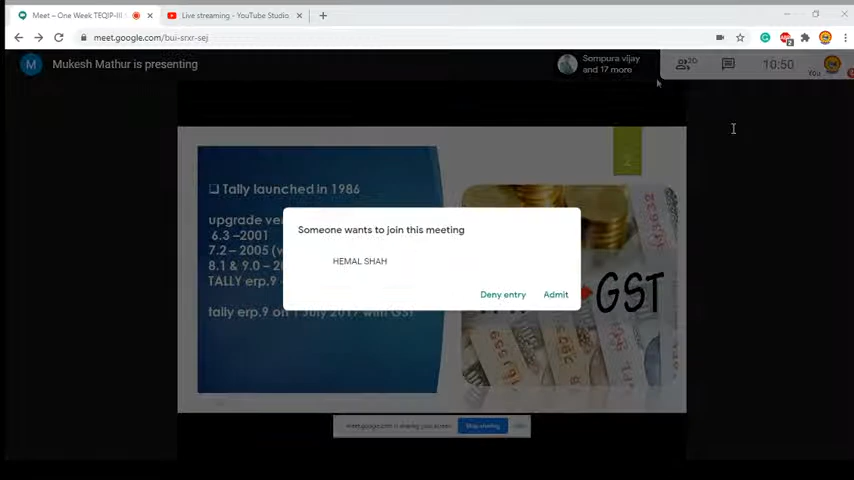 Meet – One Week TEQIP-III
Live streaming - YouTube Studio
meet.google.com/bui-srxr-sej
M
Mukesh Mathur is presenting
Sompura vijay
and 17 more
20
10:50
You
2
Tally launched in 1986
upgrade
6.3 –2001
7.2 – 2005
8.1 & 9.0 –
TALLY erp.9
tally erp.9 on 1 July 2017 with GST
GST
Someone wants to join this meeting
HEMAL SHAH
Deny entry
Admit
meet.google.com is sharing your screen.
Stop sharing